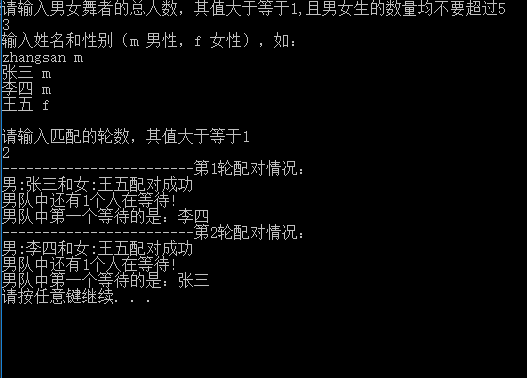 请输入男女舞者的总人数，其值大于等于1,且男女生的数量均不要超过5
3
输入姓名和性别（m 男性，f 女性），如：
zhangsan m
张三 m
李四 m
王五 f
请输入匹配的轮数，其值大于等于1
2
------------------------第1轮配对情况：
男:张三和女:王五配对成功
男队中还有1个人在等待!
男队中第一个等待的是：李四
------------------------第2轮配对情况：
男:李四和女:王五配对成功
男队中还有1个人在等待!
男队中第一个等待的是：张三
请按任意键继续. . .